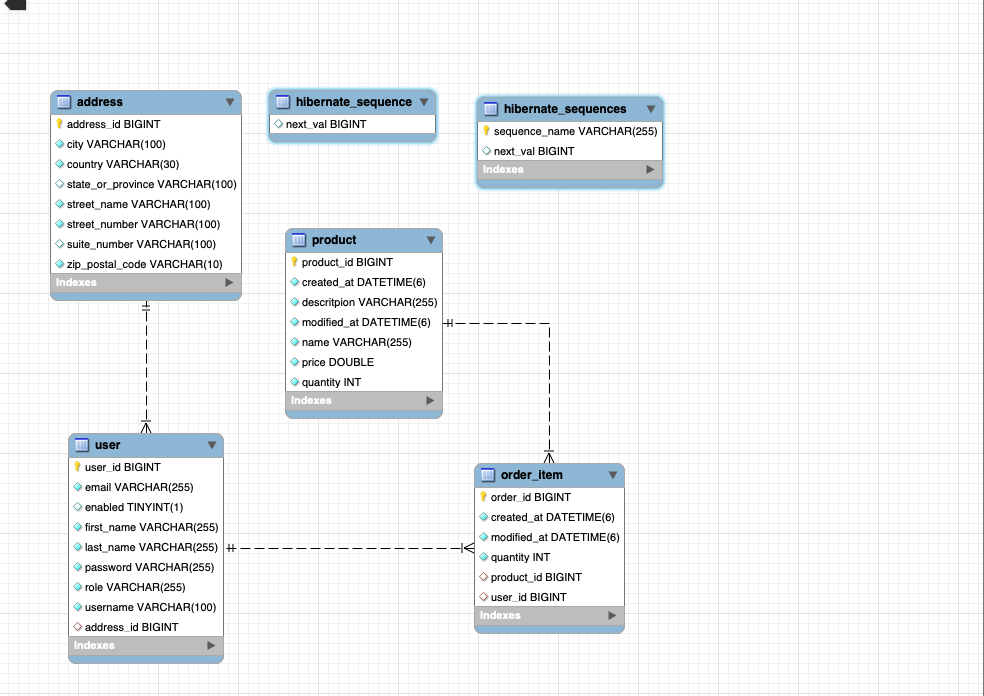 address
address_id BIGINT
city VARCHAR(100)
country VARCHAR(30)
state_or_province VARCHAR(100)
street_name VARCHAR(100)
street_number VARCHAR(100)
suite_number VARCHAR(100)
zip_postal_code VARCHAR(10)
Indexes
hibernate_sequence
next_val BIGINT
hibernate_sequences
sequence_name VARCHAR(255)
next_val BIGINT
Indexes
product
product_id BIGINT
created_at DATETIME(6)
descritpion VARCHAR(255)
modified_at DATETIME(6)
name VARCHAR(255)
price DOUBLE
quantity INT
Indexes
user
user_id BIGINT
email VARCHAR(255)
enabled TINYINT(1)
first_name VARCHAR(255)
last_name VARCHAR(255)
password VARCHAR(255)
role VARCHAR(255)
username VARCHAR(100)
address_id BIGINT
Indexes
order_item
order_id BIGINT
created_at DATETIME(6)
modified_at DATETIME(6)
quantity INT
product_id BIGINT
user_id BIGINT
Indexes